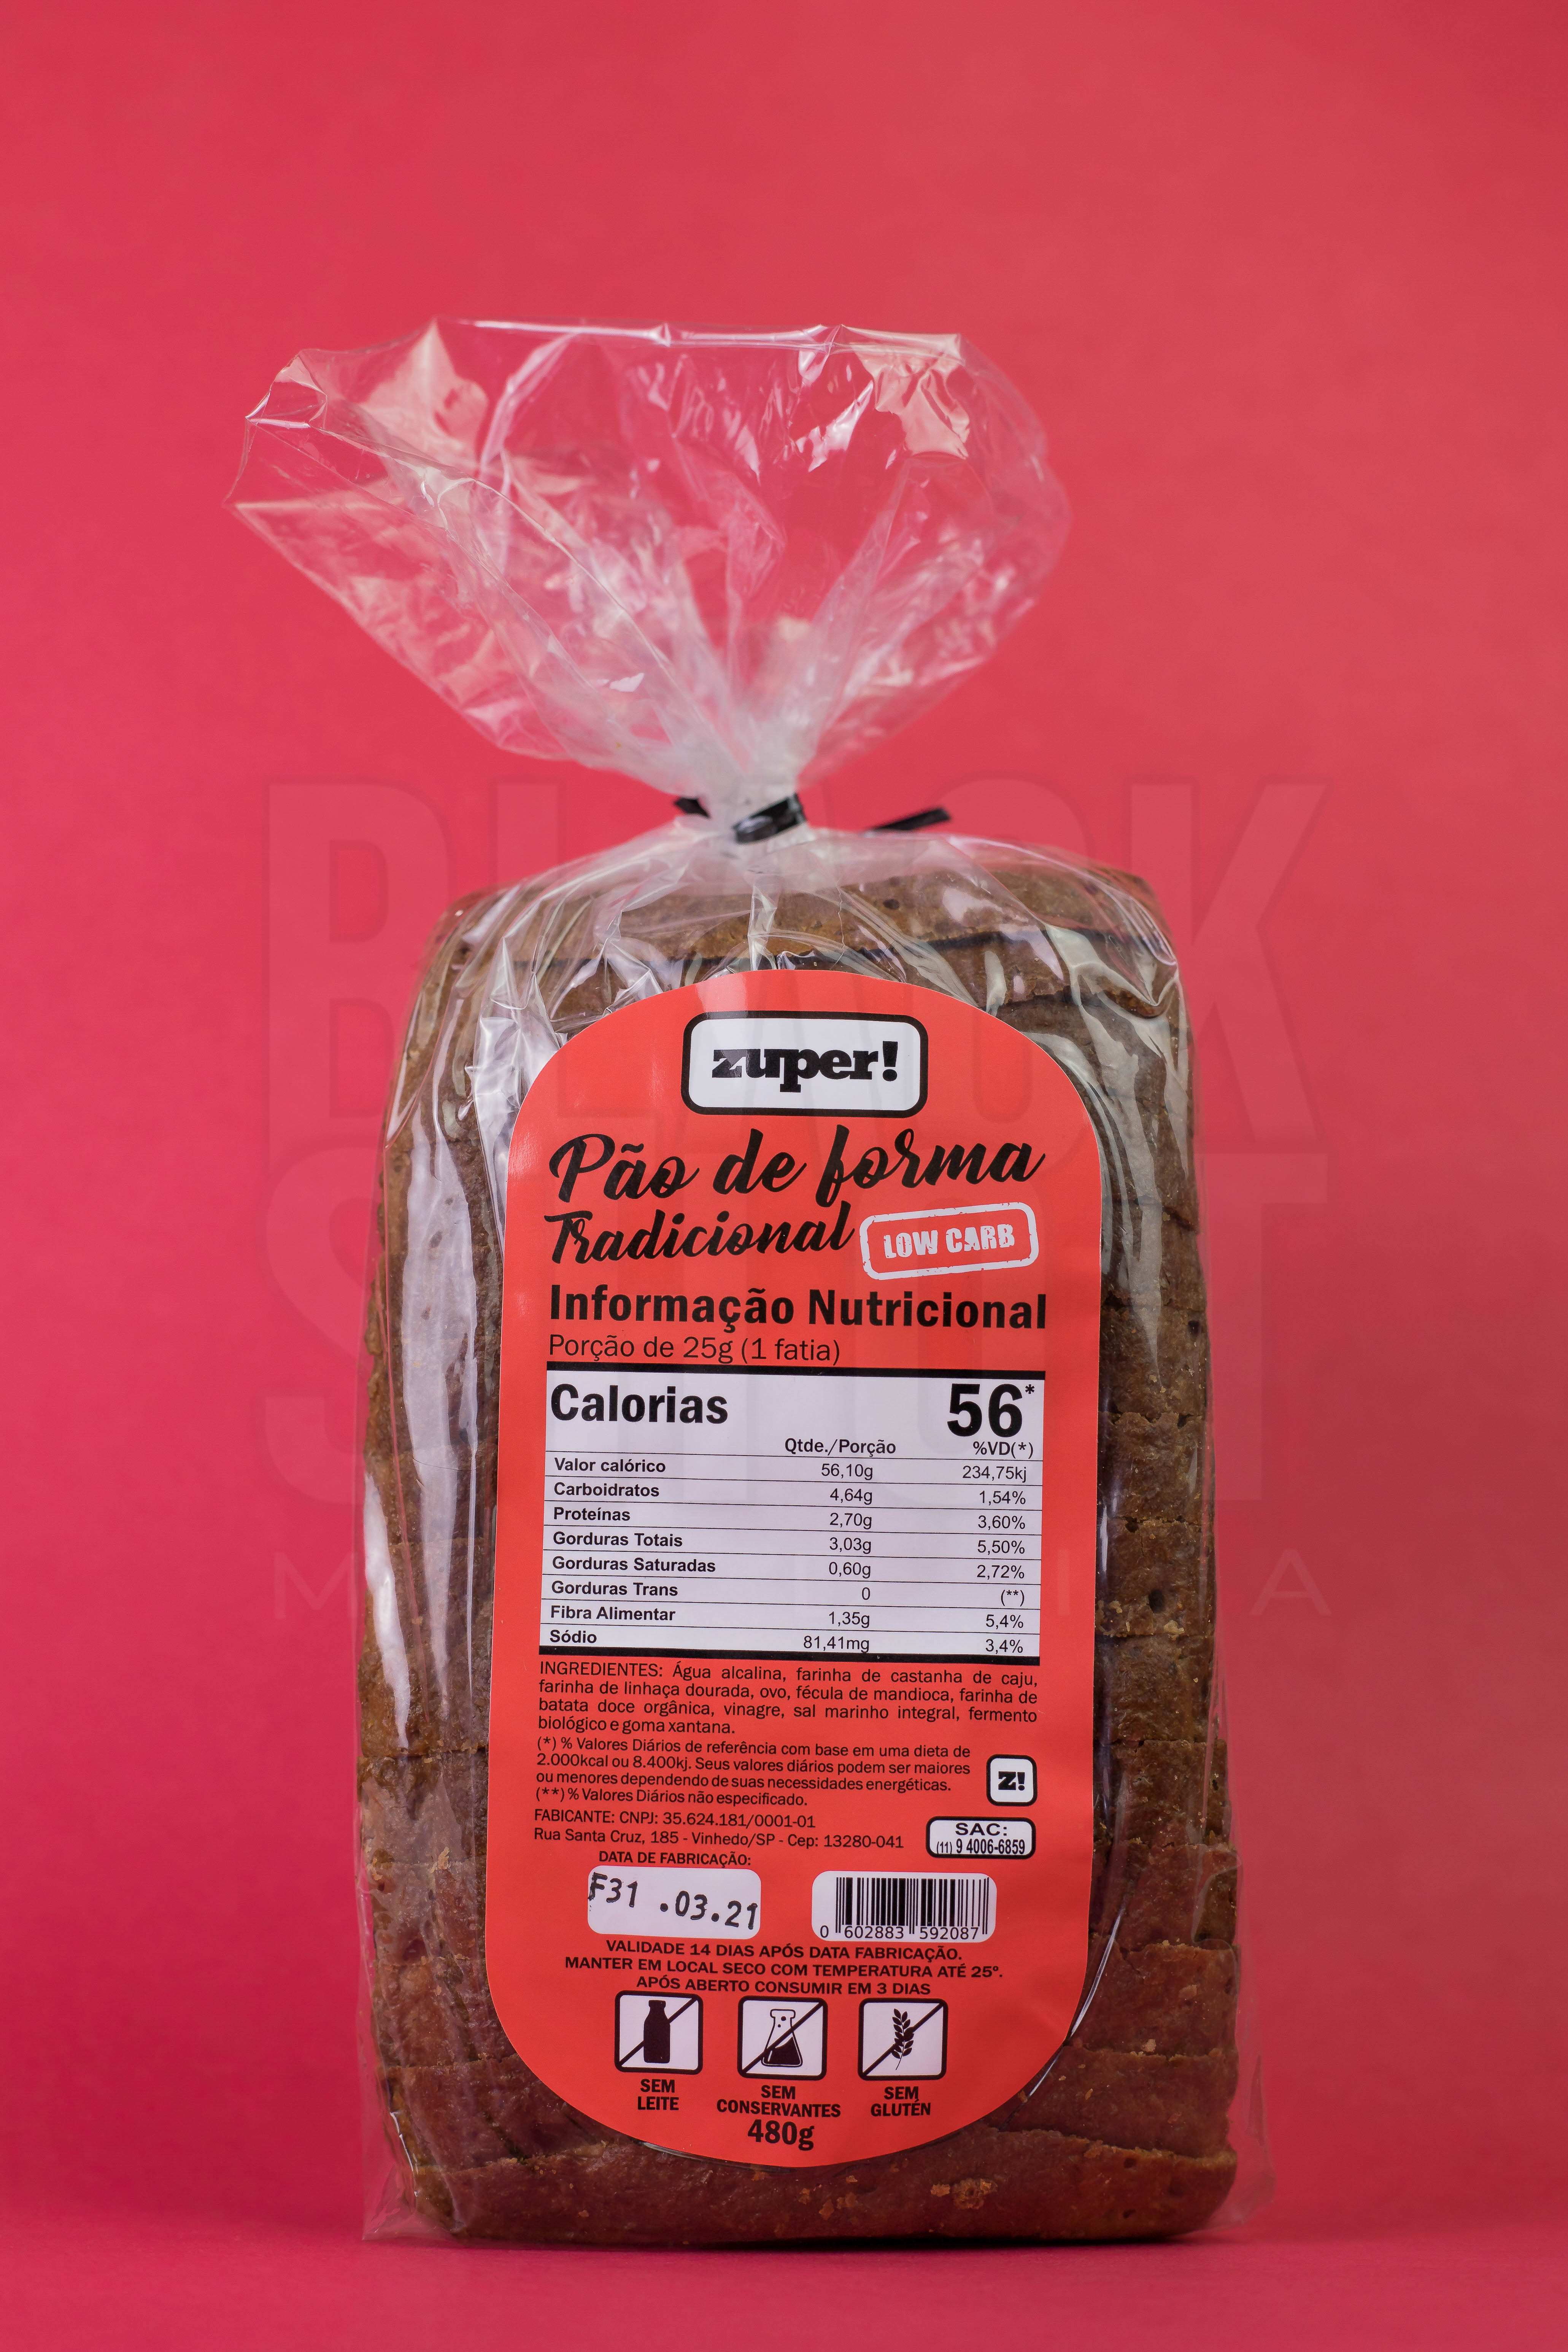 zuper!
Pão de forma
Tradicional LOW CARB
Informação Nutricional
Porção de 25g (1 fatia)
Calorias 56*
Qtde./Porção %VD(*)
Valor calórico 56,10g 234,75kj
Carboidratos 4,64g 1,54%
Proteínas 2,70g 3,60%
Gorduras Totais 3,03g 5,50%
Gorduras Saturadas 0,60g 2,72%
Gorduras Trans 0 (**)
Fibra Alimentar 1,35g 5,4%
Sódio 81,41mg 3,4%
INGREDIENTES: Água alcalina, farinha de castanha de caju,
farinha de linhaça dourada, ovo, fécula de mandioca, farinha de
batata doce orgânica, vinagre, sal marinho integral, fermento
biológico e goma xantana.
(*) % Valores Diários de referência com base em uma dieta de
2.000kcal ou 8.400kj. Seus valores diários podem ser maiores
ou menores dependendo de suas necessidades energéticas.
(**) % Valores Diários não especificado.
Z!
FABICANTE: CNPJ: 35.624.181/0001-01
Rua Santa Cruz, 185 - Vinhedo/SP - Cep: 13280-041
SAC:
(11) 9 4006-6859
DATA DE FABRICAÇÃO:
F31 .03.21
0 602883 592087
VALIDADE 14 DIAS APÓS DATA FABRICAÇÃO.
MANTER EM LOCAL SECO COM TEMPERATURA ATÉ 25°.
APÓS ABERTO CONSUMIR EM 3 DIAS
SEM
LEITE
SEM
CONSERVANTES
SEM
GLUTÉN
480g
BLACK
SHOT